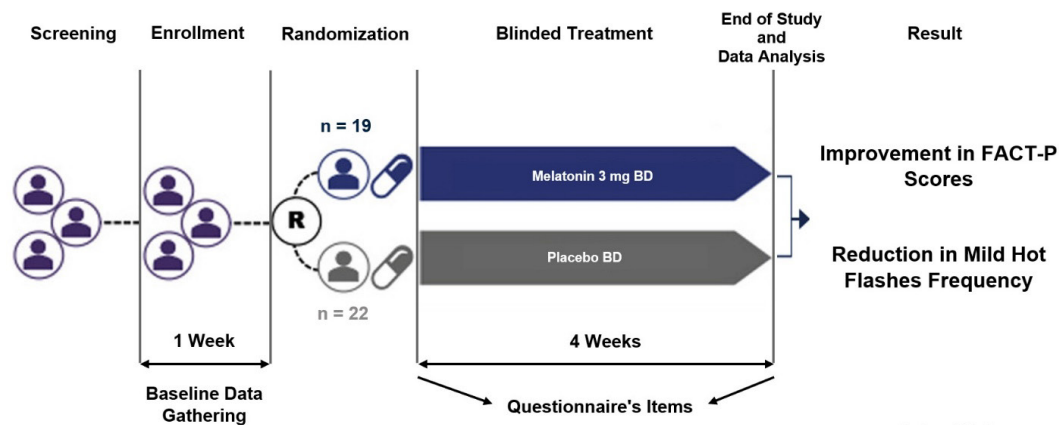 Screening
Enrollment
Randomization
Blinded Treatment
End of Study
and
Data Analysis
Result
n = 19
R
n = 22
Melatonin 3 mg BD
Placebo BD
Improvement in FACT-P
Scores
Reduction in Mild Hot
Flashes Frequency
1 Week
4 Weeks
Baseline Data
Gathering
Questionnaire's Items